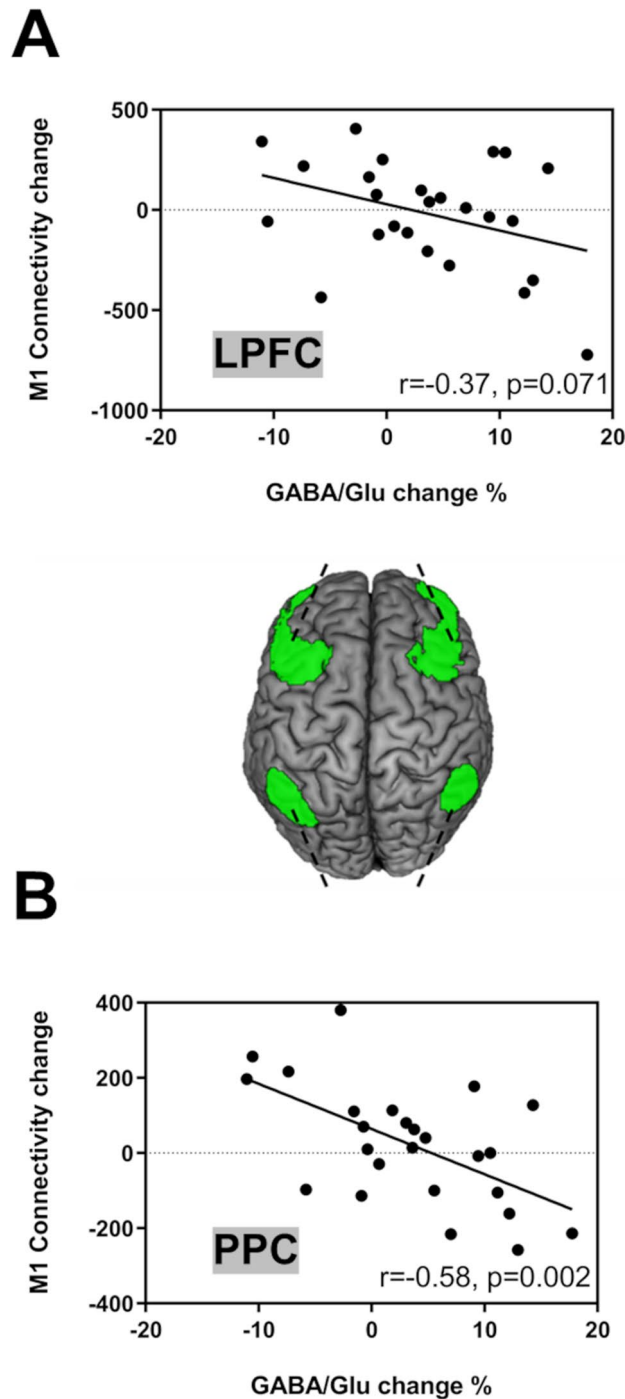 A
M1 Connectivity change
500
0
-500
-1000
LPFC
r=-0.37, p=0.071
-20 -10 0 10 20
GABA/Glu change %
B
M1 Connectivity change
400
200
0
-200
-400
PPC
r=-0.58, p=0.002
-20 -10 0 10 20
GABA/Glu change %